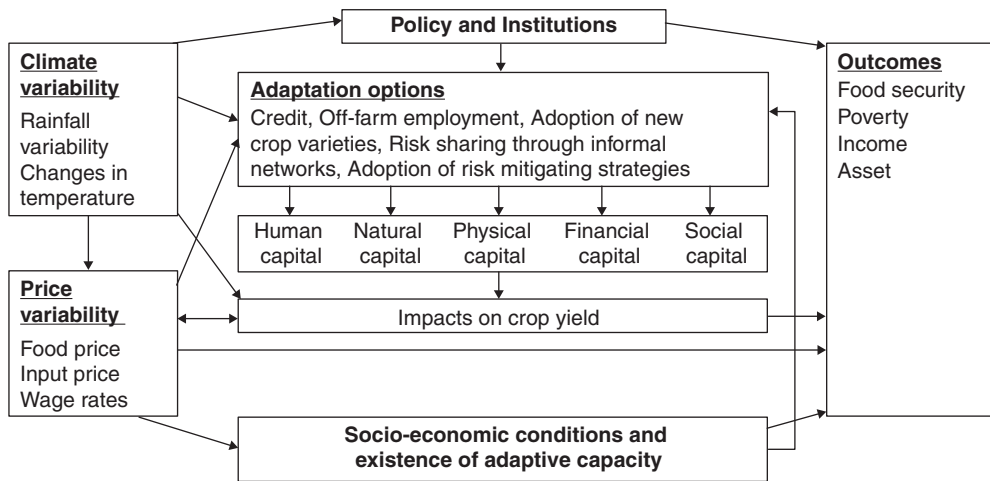 Policy and Institutions
Climate
variability
Rainfall
variability
Changes in
temperature
Adaptation options
Credit, Off-farm employment, Adoption of new
crop varieties, Risk sharing through informal
networks, Adoption of risk mitigating strategies
Outcomes
Food security
Poverty
Income
Asset
Human
capital
Natural
capital
Physical
capital
Financial
capital
Social
capital
Price
variability
Food price
Input price
Wage rates
Impacts on crop yield
Socio-economic conditions and
existence of adaptive capacity